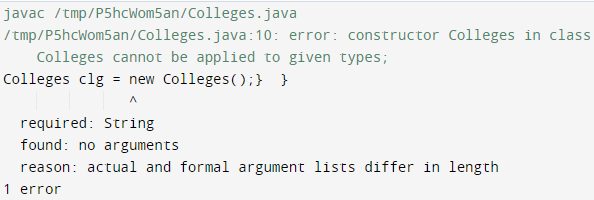 javac /tmp/P5hcWom5an/Colleges.java
/tmp/P5hcWom5an/Colleges.java:10: error: constructor Colleges in class
    Colleges cannot be applied to given types;
Colleges clg = new Colleges();}  }
               ^
  required: String
  found: no arguments
  reason: actual and formal argument lists differ in length
1 error